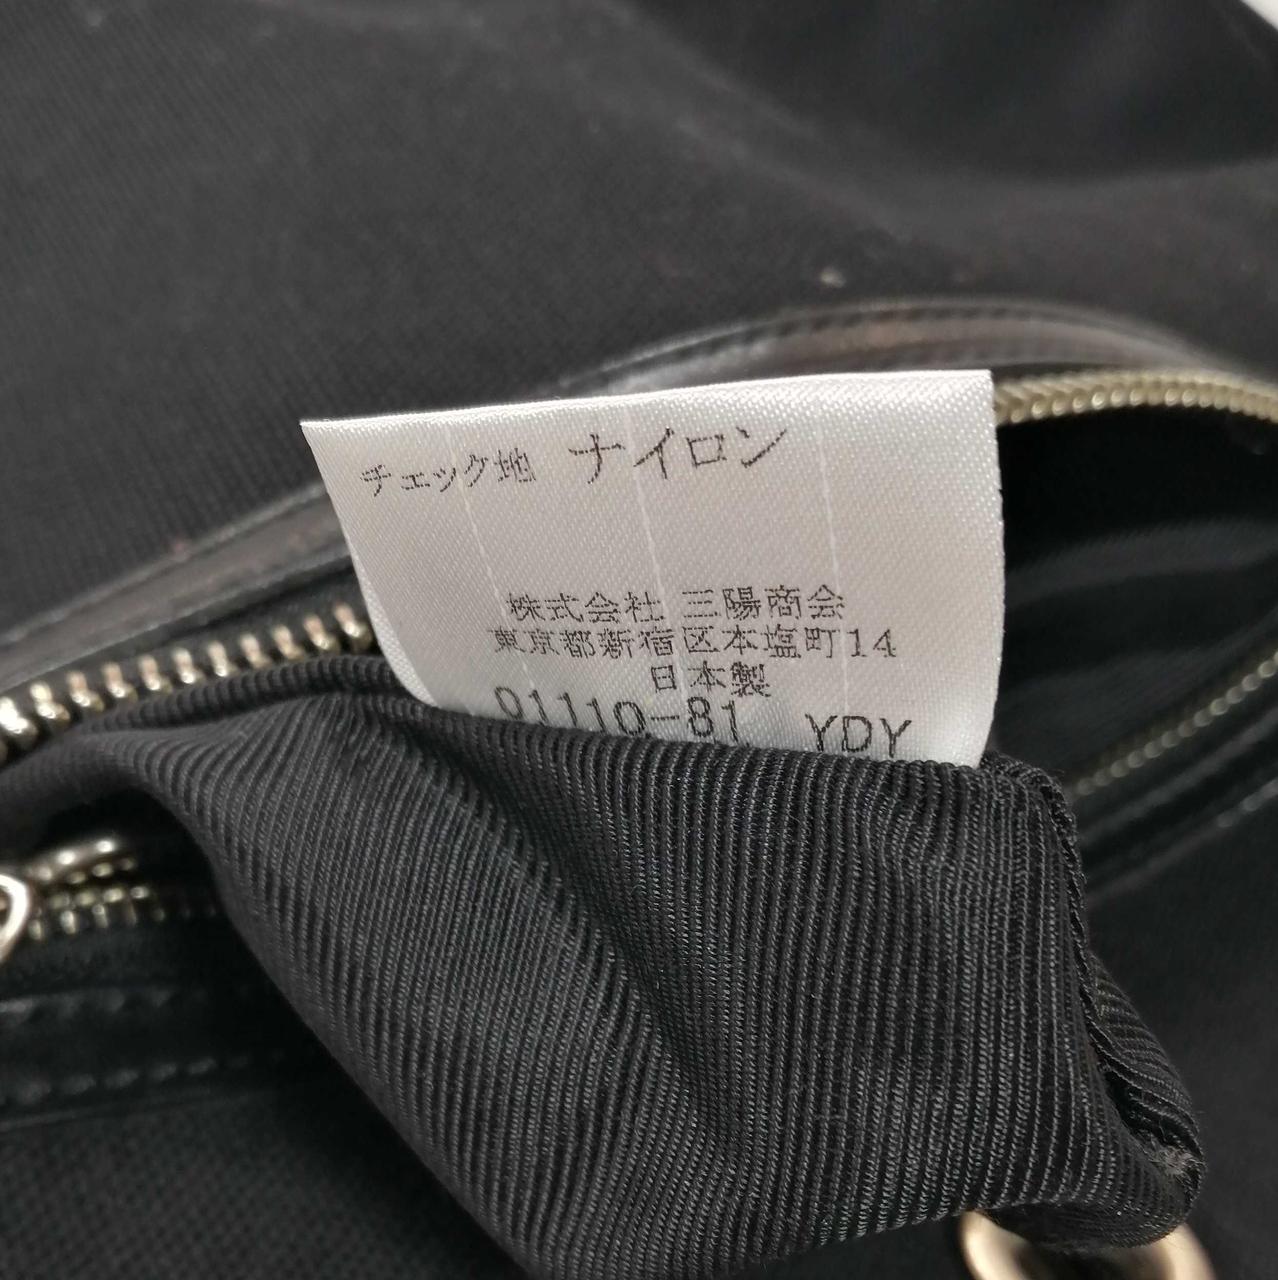 チェック地 ナイロン
株式会社 三陽商会
東京都新宿区本塩町14
日本製
01110-81 YDY